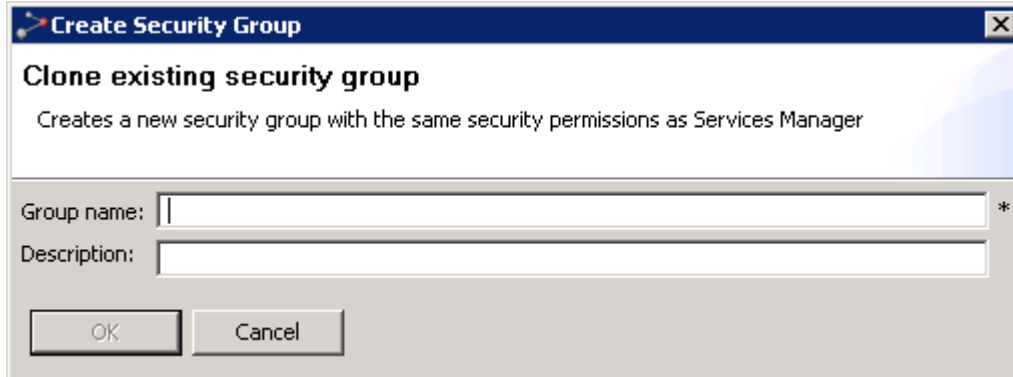 Create Security Group
Clone existing security group
Creates a new security group with the same security permissions as Services Manager
Group name: *
Description:
OK Cancel